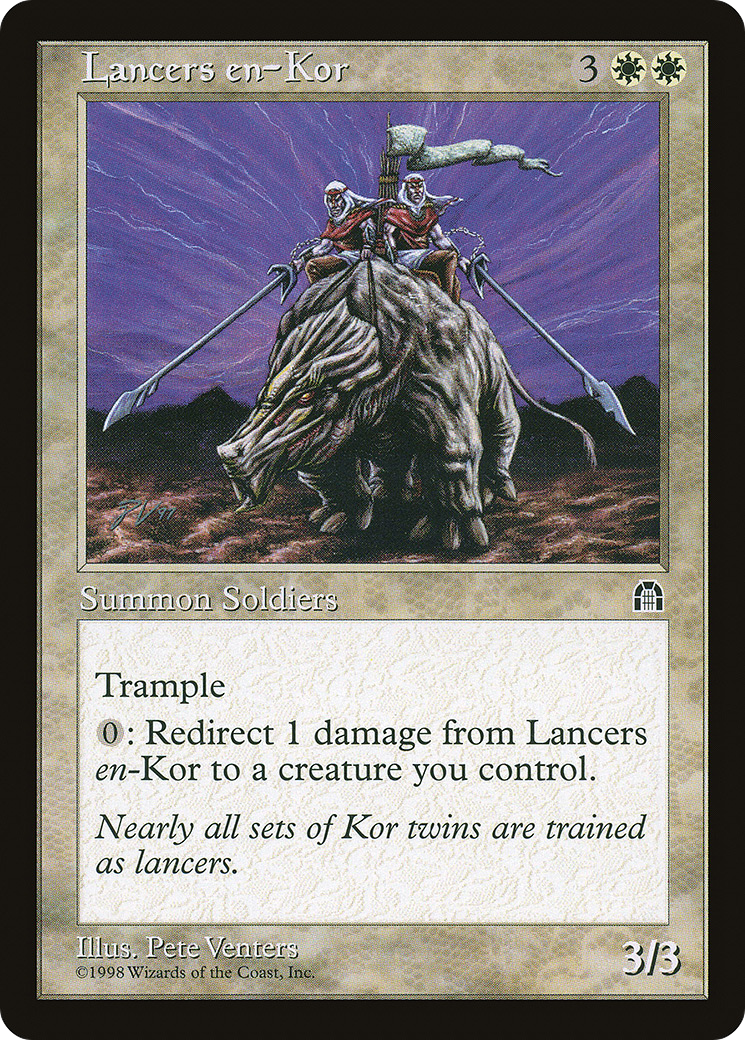 Lancers en-Kor 3
PV 97
Summon Soldiers
Trample
0: Redirect 1 damage from Lancers
en-Kor to a creature you control.
Nearly all sets of Kor twins are trained
as lancers.
Illus. Pete Venters
©1998 Wizards of the Coast, Inc.
3/3